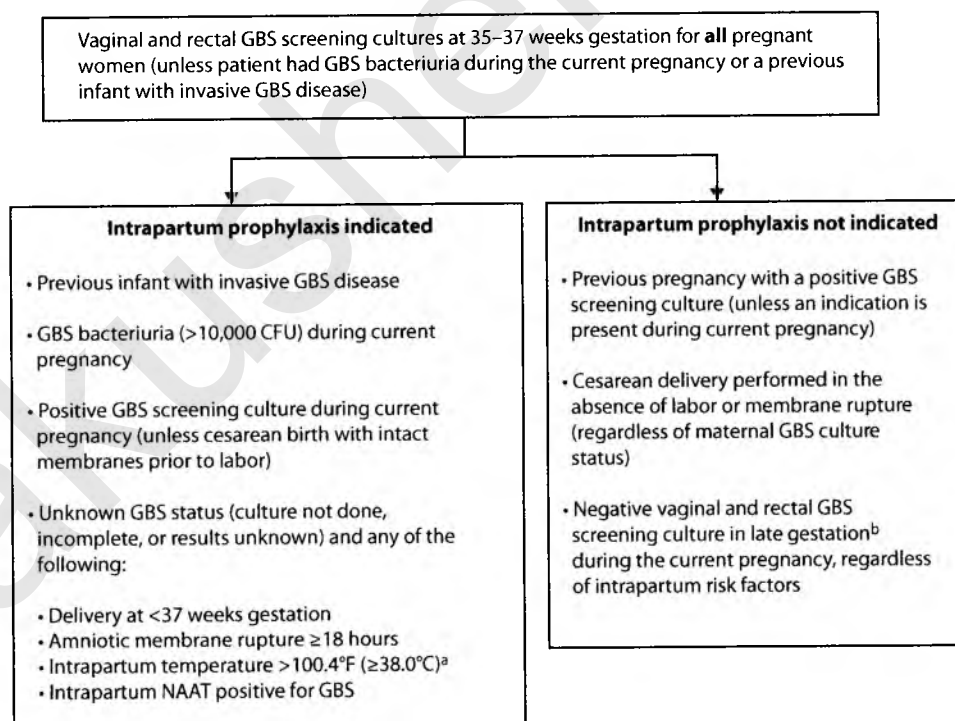 Vaginal and rectal GBS screening cultures at 35–37 weeks gestation for all pregnant
women (unless patient had GBS bacteriuria during the current pregnancy or a previous
infant with invasive GBS disease)
Intrapartum prophylaxis indicated
• Previous infant with invasive GBS disease
• GBS bacteriuria (>10,000 CFU) during current
pregnancy
• Positive GBS screening culture during current
pregnancy (unless cesarean birth with intact
membranes prior to labor)
• Unknown GBS status (culture not done,
incomplete, or results unknown) and any of the
following:
• Delivery at <37 weeks gestation
• Amniotic membrane rupture ≥18 hours
• Intrapartum temperature >100.4°F (≥38.0°C)ᵃ
• Intrapartum NAAT positive for GBS
Intrapartum prophylaxis not indicated
• Previous pregnancy with a positive GBS
screening culture (unless an indication is
present during current pregnancy)
• Cesarean delivery performed in the
absence of labor or membrane rupture
(regardless of maternal GBS culture
status)
• Negative vaginal and rectal GBS
screening culture in late gestationᵇ
during the current pregnancy, regardless
of intrapartum risk factors